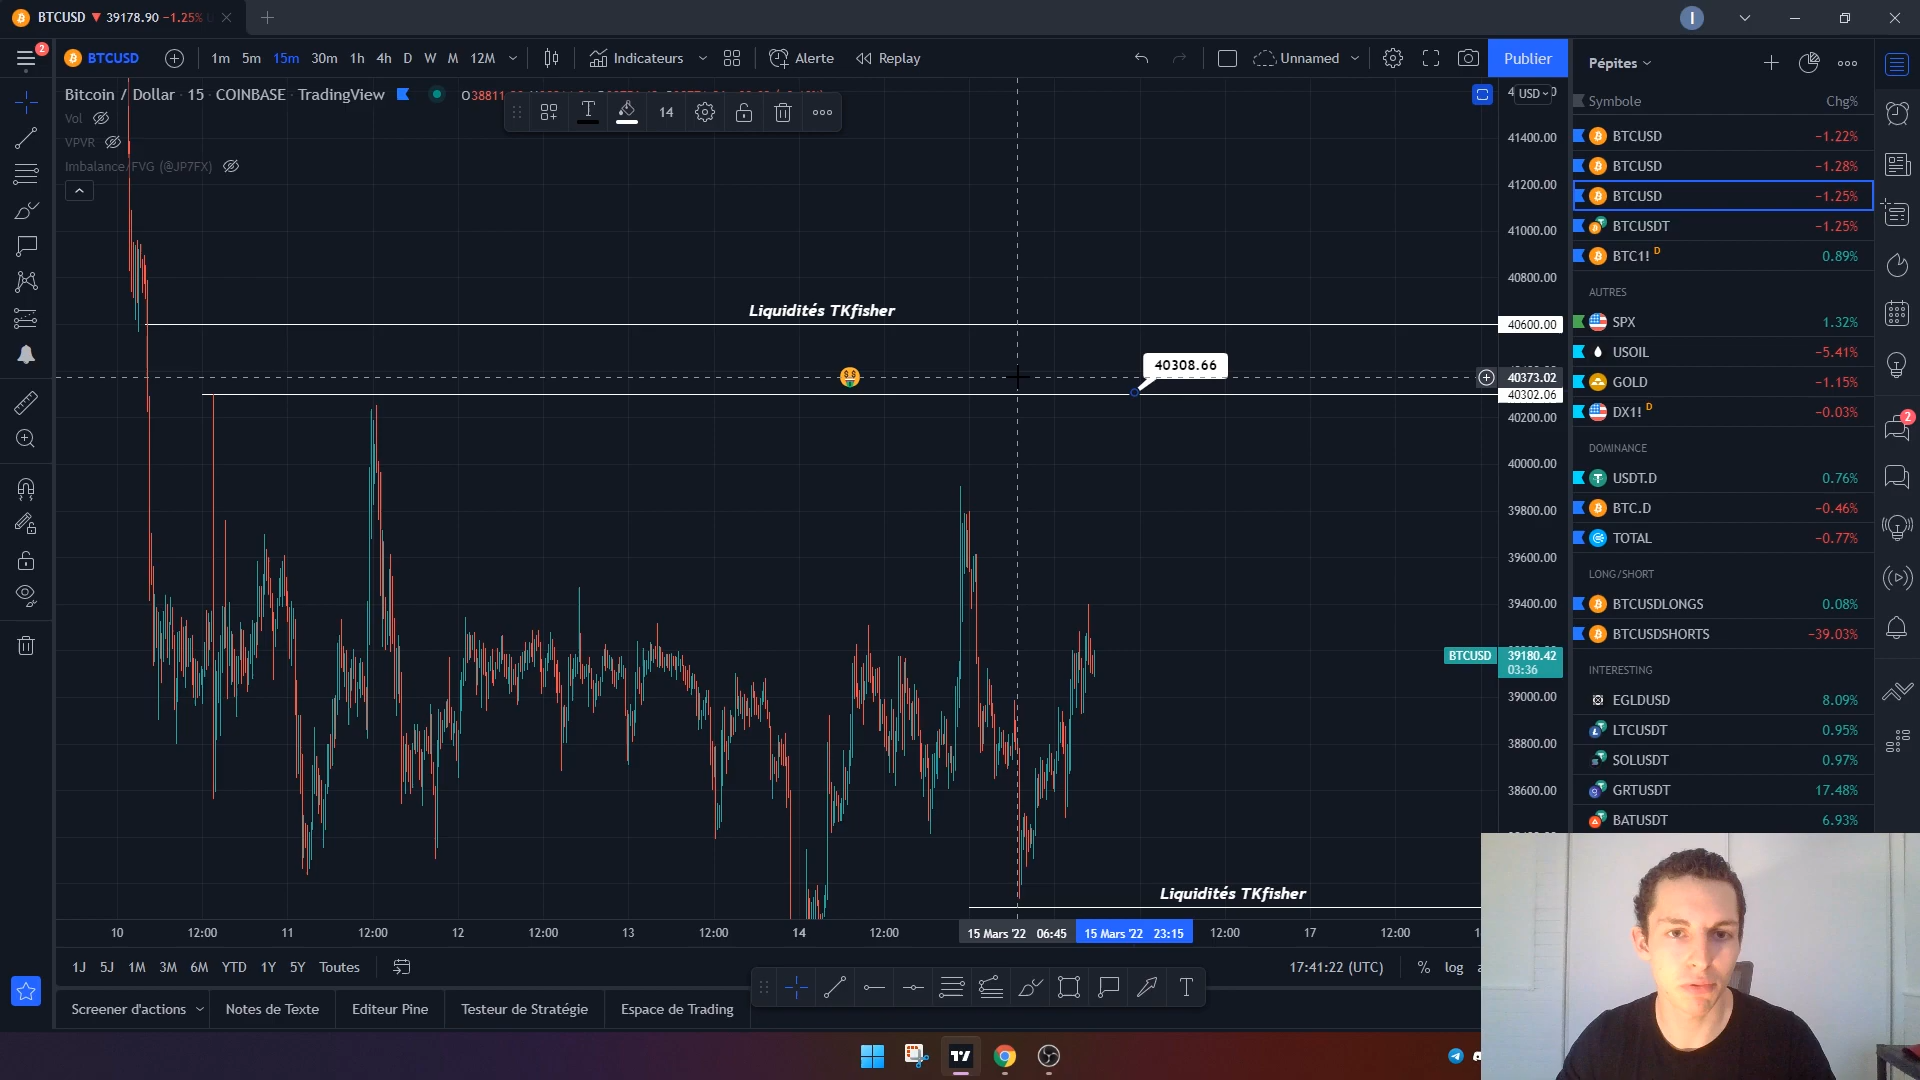 BTCUSD ▼ 39178.90 −1.25%
I
2
BTCUSD
1m 5m 15m 30m 1h 4h D W M 12M
Indicateurs
Alerte
Replay
Unnamed
Publier
Pépites
Bitcoin / Dollar · 15 · COINBASE · TradingView
Vol
VPVR
Imbalance/FVG (@JP7FX)
14
USD
Symbole Chg%
BTCUSD −1.22%
BTCUSD −1.28%
BTCUSD −1.25%
BTCUSDT −1.25%
BTC1! D 0.89%
AUTRES
SPX 1.32%
USOIL −5.41%
GOLD −1.15%
DX1! D −0.03%
DOMINANCE
USDT.D 0.76%
BTC.D −0.46%
TOTAL −0.77%
LONG/SHORT
BTCUSDLONGS 0.08%
BTCUSDSHORTS −39.03%
INTERESTING
EGLDUSD 8.09%
LTCUSDT 0.95%
SOLUSDT 0.97%
GRTUSDT 17.48%
BATUSDT 6.93%
2
41400.00
41200.00
41000.00
40800.00
40600.00
40373.02
40302.06
40200.00
40000.00
39800.00
39600.00
39400.00
BTCUSD 39180.42
03:36
39000.00
38800.00
38600.00
Liquidités TKfisher
40308.66
Liquidités TKfisher
10 12:00 11 12:00 12 12:00 13 12:00 14 12:00 15 Mars '22 06:45 15 Mars '22 23:15 12:00 17 12:00
1J 5J 1M 3M 6M YTD 1Y 5Y Toutes
17:41:22 (UTC) % log
Screener d'actions Notes de Texte Editeur Pine Testeur de Stratégie Espace de Trading